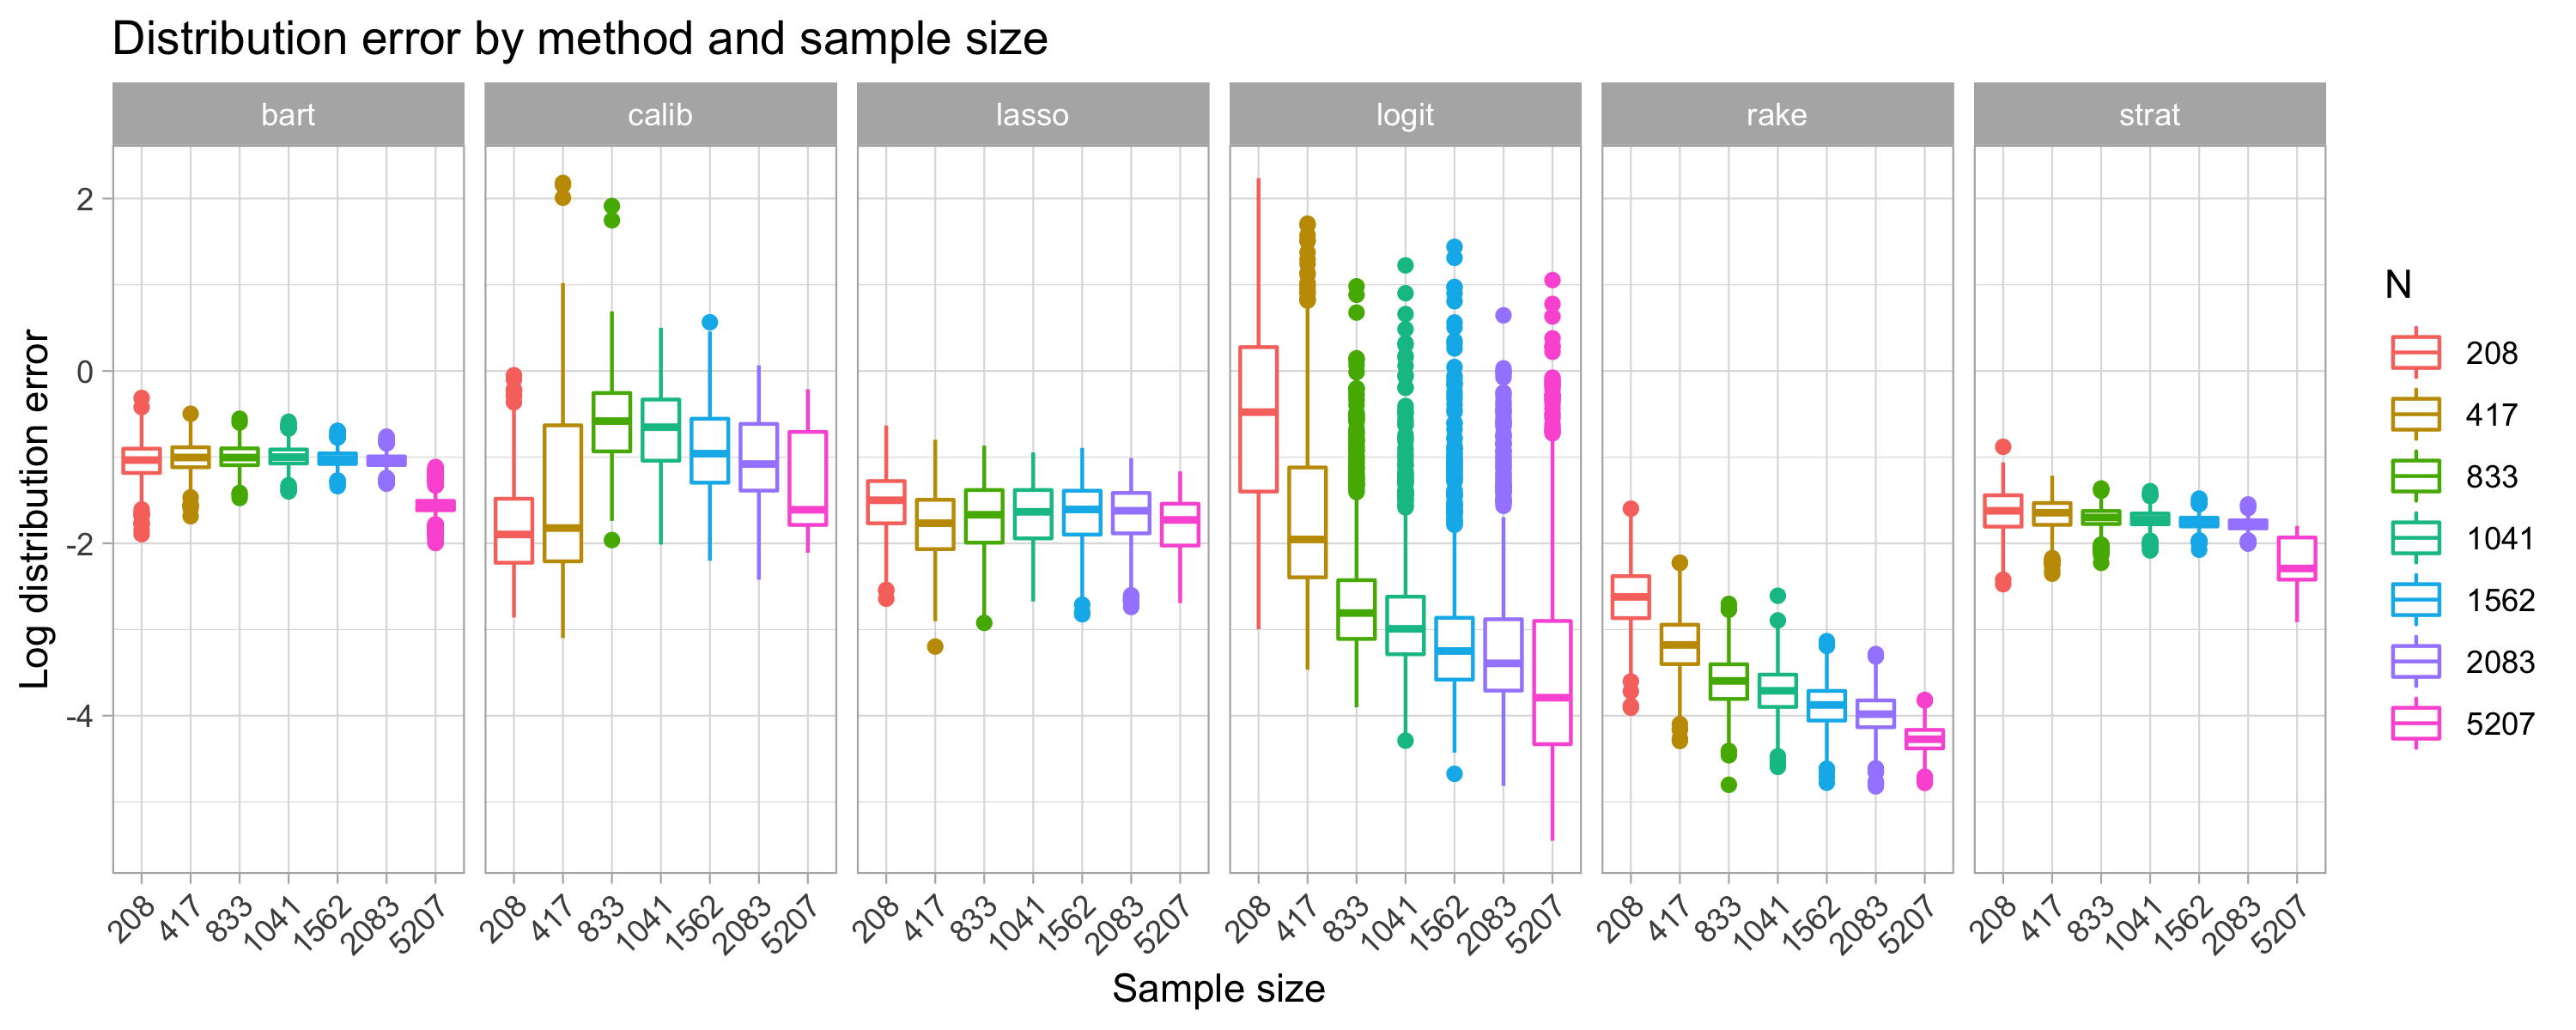 Distribution error by method and sample size
bart calib lasso logit rake strat
Log distribution error
2
0
-2
-4
208 417 833 1041 1562 2083 5207 208 417 833 1041 1562 2083 5207 208 417 833 1041 1562 2083 5207 208 417 833 1041 1562 2083 5207 208 417 833 1041 1562 2083 5207 208 417 833 1041 1562 2083 5207
Sample size
N
208
417
833
1041
1562
2083
5207